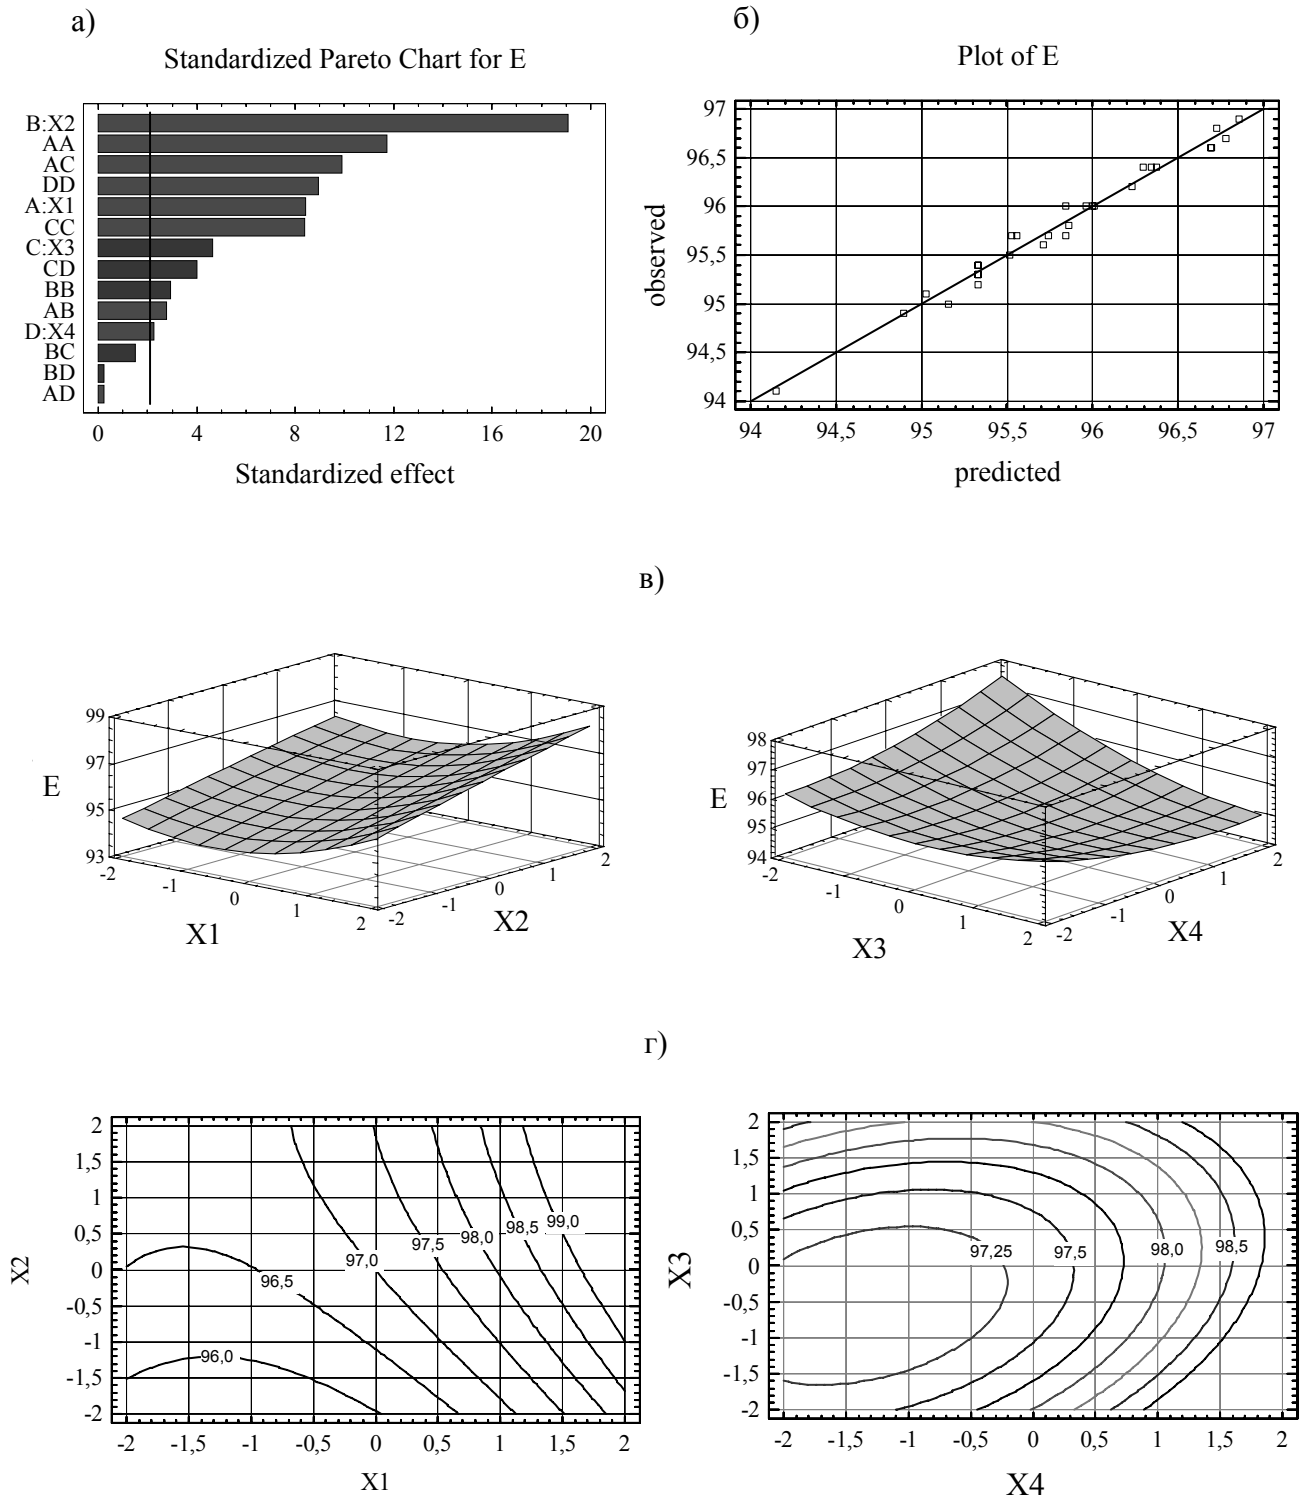 а)
Standardized Pareto Chart for E
B:X2
AA
AC
DD
A:X1
CC
C:X3
CD
BB
AB
D:X4
BC
BD
AD
0 4 8 12 16 20
Standardized effect
б)
Plot of E
observed
97
96,5
96
95,5
95
94,5
94
94 94,5 95 95,5 96 96,5 97
predicted
в)
E
99
97
95
93
-2 -1 0 1 2
X1
-2 -1 0 1 2
X2
E
98
97
96
95
94
-2 -1 0 1 2
X3
-2 -1 0 1 2
X4
г)
X2
2
1,5
1
0,5
0
-0,5
-1
-1,5
-2
96,0
96,5
97,0
97,5
98,0
98,5
99,0
-2 -1,5 -1 -0,5 0 0,5 1 1,5 2
X1
X3
2
1,5
1
0,5
0
-0,5
-1
-1,5
-2
97,25
97,5
98,0
98,5
-2 -1,5 -1 -0,5 0 0,5 1 1,5 2
X4